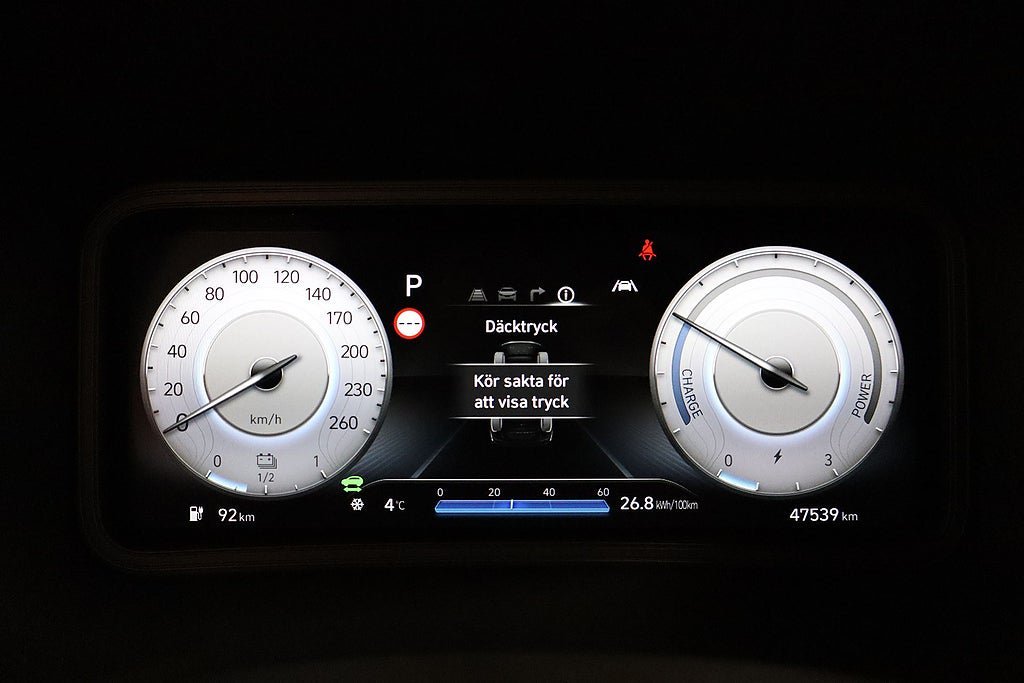 100 120
80 140
60 170
40 200
20 230
0 260
km/h
0 1
1/2
92 km
P
---
Däcktryck
Kör sakta för
att visa tryck
4°C
0 20 40 60
26.8 kWh/100km
CHARGE
POWER
0 3
47539 km